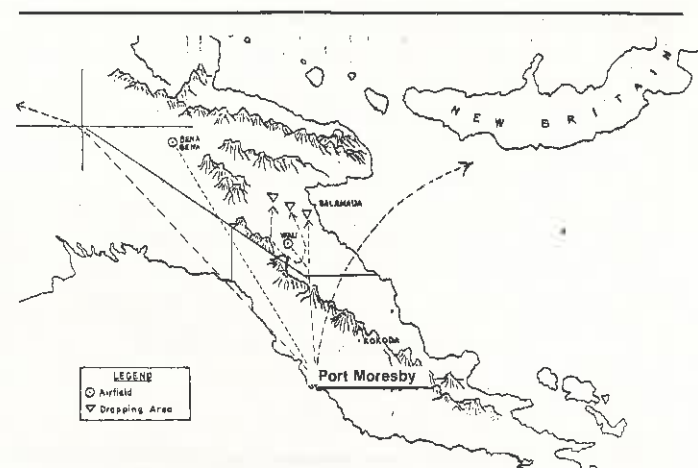 NEW BRITAIN
BENA
BENA
SALAMAUA
WAU
KOKODA
Port Moresby
LEGEND
Airfield
Dropping Area